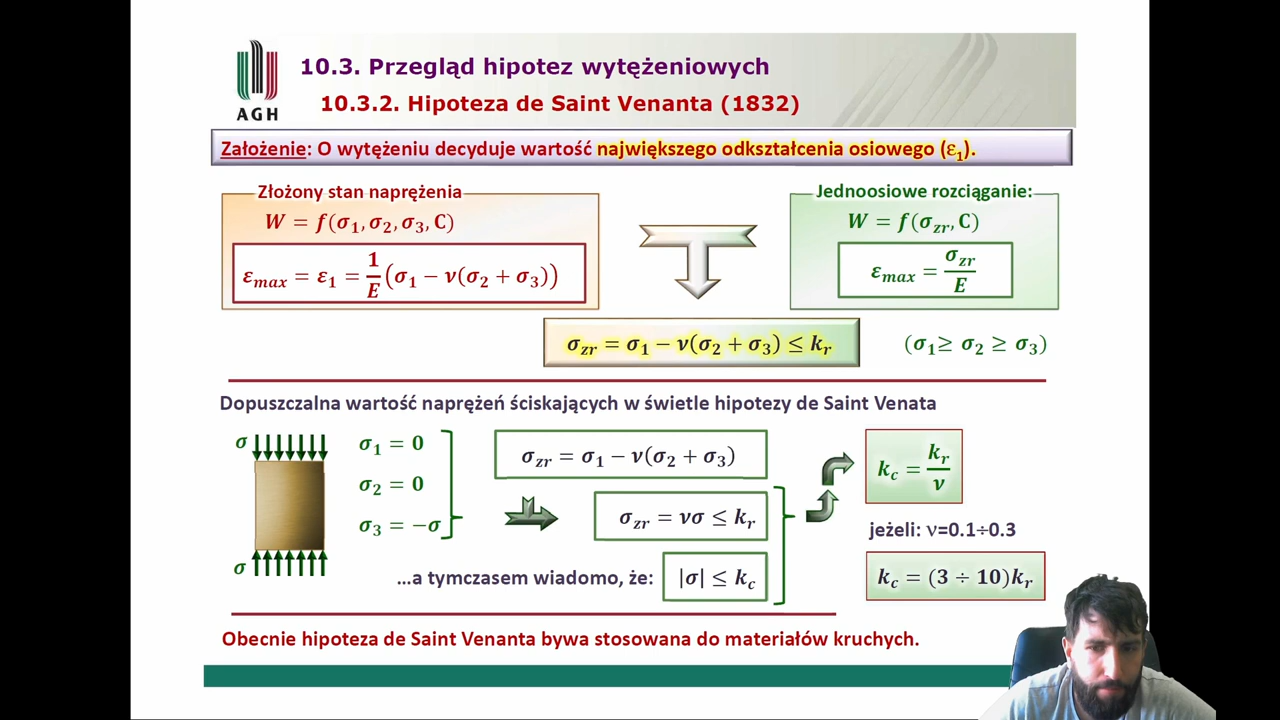 AGH
10.3. Przegląd hipotez wytężeniowych
10.3.2. Hipoteza de Saint Venanta (1832)
Założenie: O wytężeniu decyduje wartość największego odkształcenia osiowego (ε₁).
Złożony stan naprężenia
W = f(σ₁, σ₂, σ₃, C)
εmax = ε₁ = 1/E (σ₁ − ν(σ₂ + σ₃))
Jednoosiowe rozciąganie:
W = f(σzr, C)
εmax = σzr/E
σzr = σ₁ − ν(σ₂ + σ₃) ≤ kr
(σ₁≥ σ₂ ≥ σ₃)
Dopuszczalna wartość naprężeń ściskających w świetle hipotezy de Saint Venata
σ
σ
σ₁ = 0
σ₂ = 0
σ₃ = −σ
σzr = σ₁ − ν(σ₂ + σ₃)
σzr = νσ ≤ kr
...a tymczasem wiadomo, że:
|σ| ≤ kc
kc = kr/ν
jeżeli: ν=0.1÷0.3
kc = (3 ÷ 10)kr
Obecnie hipoteza de Saint Venanta bywa stosowana do materiałów kruchych.